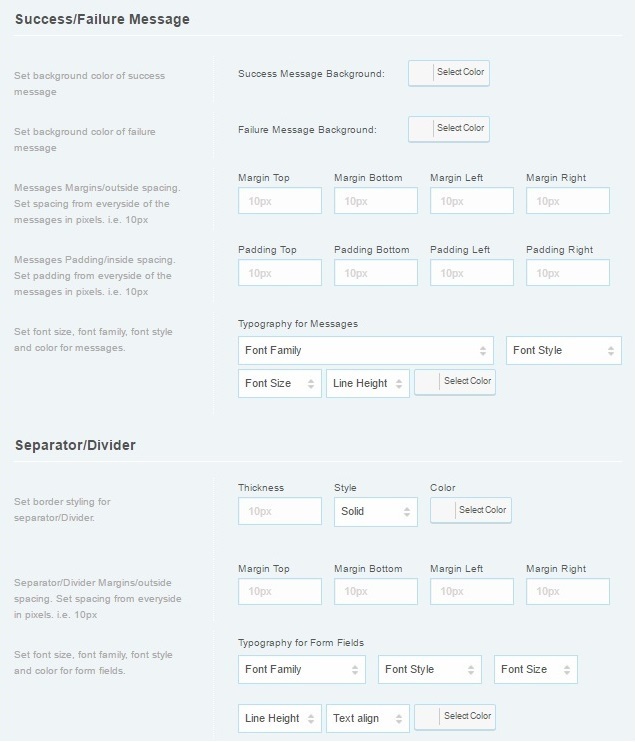 Success/Failure Message
Set background color of success
message
Success Message Background:
Select Color
Set background color of failure
message
Failure Message Background:
Select Color
Messages Margins/outside spacing.
Set spacing from everyside of the
messages in pixels. i.e. 10px
Margin Top Margin Bottom Margin Left Margin Right
10px 10px 10px 10px
Messages Padding/inside spacing.
Set padding from everyside of the
messages in pixels. i.e. 10px
Padding Top Padding Bottom Padding Left Padding Right
10px 10px 10px 10px
Set font size, font family, font style
and color for messages.
Typography for Messages
Font Family Font Style
Font Size Line Height Select Color
Separator/Divider
Set border styling for
separator/Divider.
Thickness Style Color
10px Solid Select Color
Separator/Divider Margins/outside
spacing. Set spacing from everyside
in pixels. i.e. 10px
Margin Top Margin Bottom Margin Left Margin Right
10px 10px 10px 10px
Set font size, font family, font style
and color for form fields.
Typography for Form Fields
Font Family Font Style Font Size
Line Height Text align Select Color